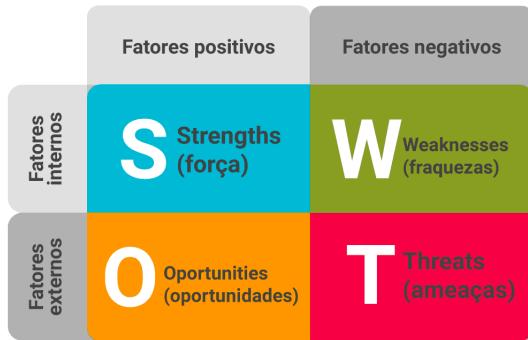 Fatores positivos
Fatores negativos
Fatores
internos
S
Strengths
(força)
W
Weaknesses
(fraquezas)
Fatores
externos
O
Oportunities
(oportunidades)
T
Threats
(ameaças)